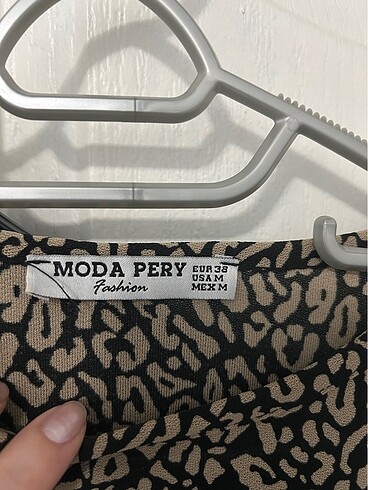 MODA PERY
Fashion
EUR 38
USA M
MEX M